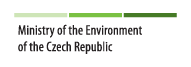 Ministry of the Environment
of the Czech Republic